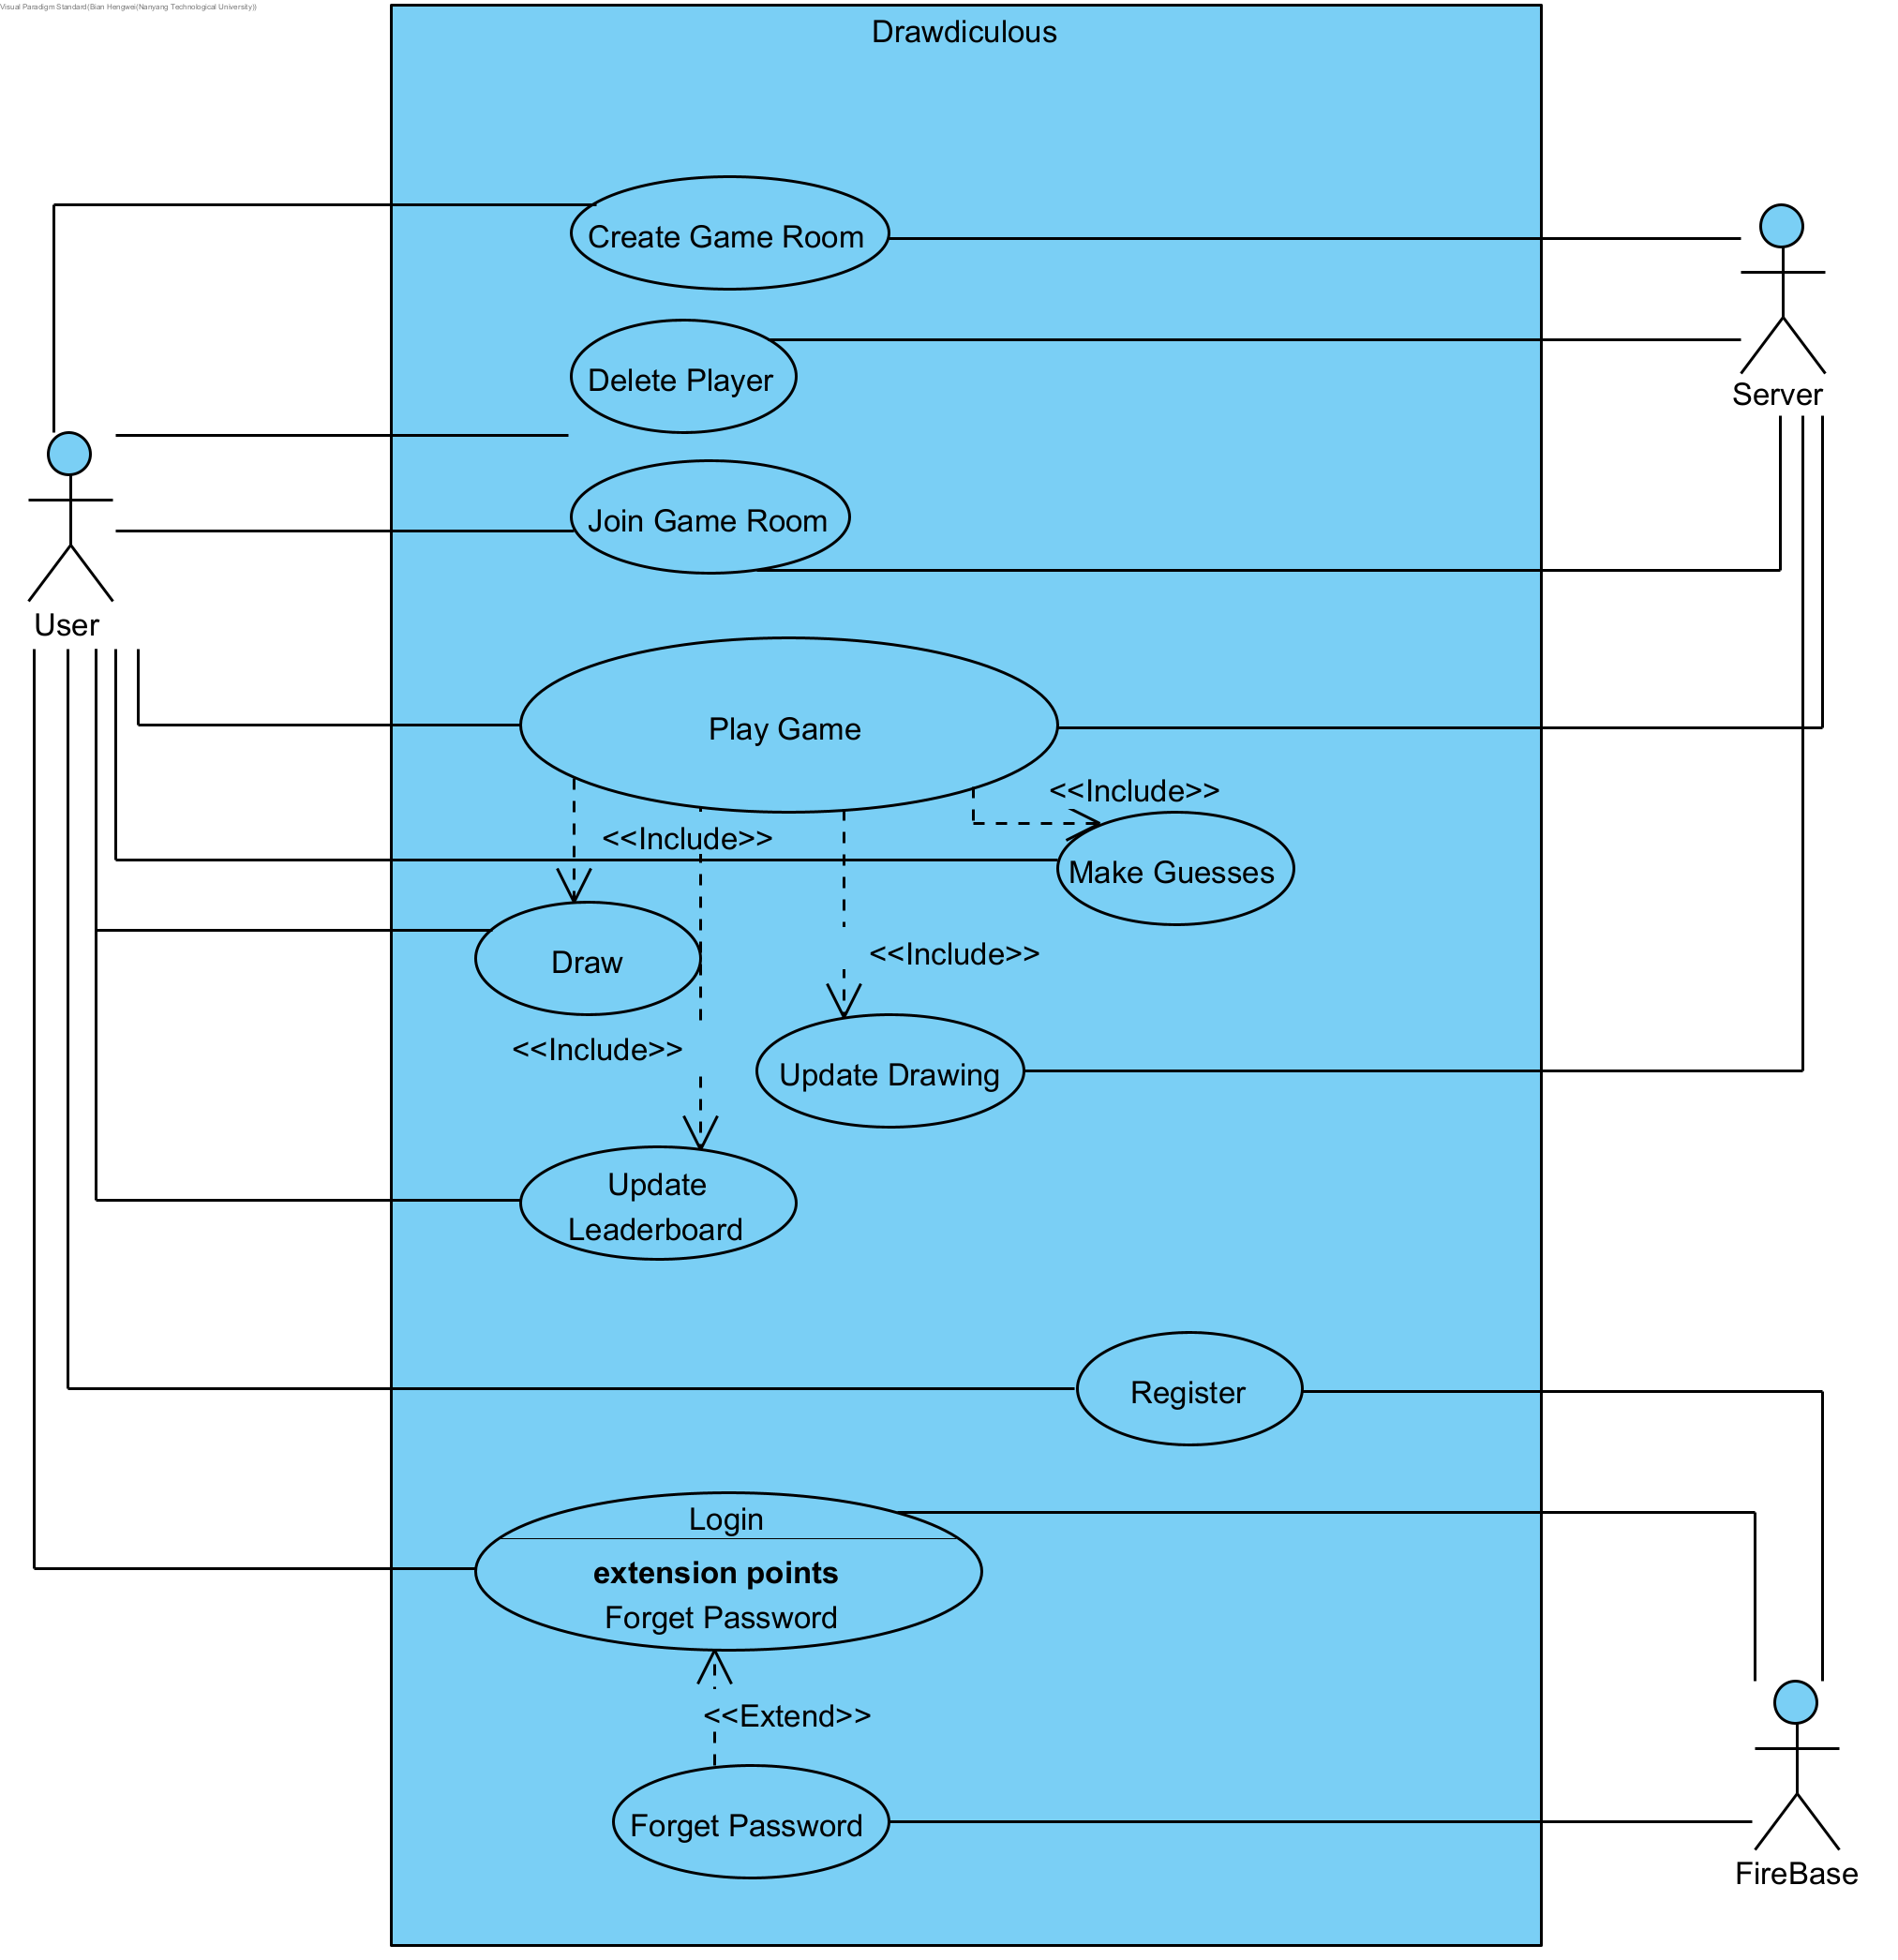 Visual Paradigm Standard(Bian Hengwei(Nanyang Technological University))
Drawdiculous
Create Game Room
Delete Player
Server
Join Game Room
User
Play Game
<<Include>>
<<Include>>
Make Guesses
<<Include>>
Draw
<<Include>>
Update Drawing
Update
Leaderboard
Register
Login
extension points
Forget Password
<<Extend>>
Forget Password
FireBase